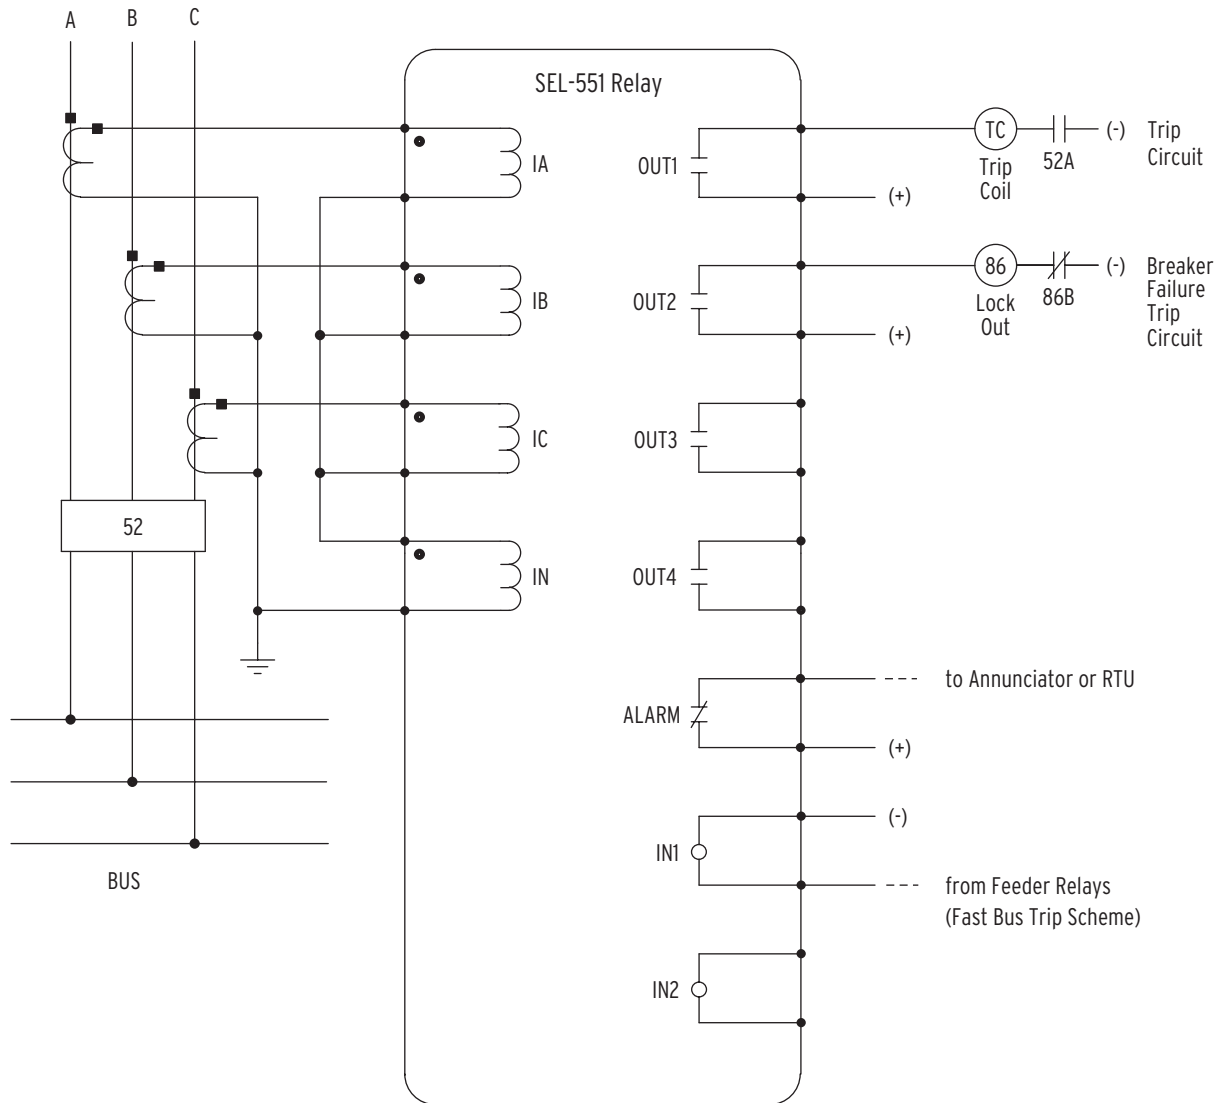 A B C
SEL-551 Relay
IA
OUT1
TC
Trip
Coil
52A
(-)
Trip
Circuit
(+)
IB
OUT2
86
Lock
Out
86B
(-)
Breaker
Failure
Trip
Circuit
(+)
IC
OUT3
52
IN
OUT4
ALARM
to Annunciator or RTU
(+)
(-)
IN1
from Feeder Relays
(Fast Bus Trip Scheme)
BUS
IN2